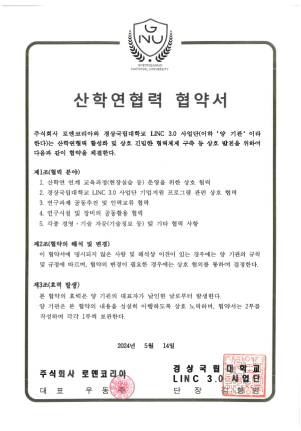 GNU
GYEONGSANG
NATIONAL UNIVERSITY
산학연협력 협약서
주식회사 로앤코리아와 경상국립대학교 LINC 3.0 사업단(이하 '양 기관' 이라
한다)는 산학연협력 활성화 및 상호 긴밀한 협력체계 구축 등 상호 발전을 위하여
다음과 같이 협약을 체결한다.
제1조(협력 분야)
1. 산학연 연계 교육과정(현장실습 등) 운영을 위한 상호 협력
2. 경상국립대학교 LINC 3.0 사업단 기업지원 프로그램 관련 상호 협력
3. 연구과제 공동추진 및 인력교류 협력
4. 연구시설 및 장비의 공동활용 협력
5. 각종 경영·기술 자문(기술정보 등) 및 기타 협력 사항
제2조(협약의 해석 및 변경)
이 협약서에 명시되지 않은 사항 및 해석상 이견이 있는 경우에는 양 기관의 규칙
및 규정에 따르며, 협약의 변경이 필요한 경우에는 상호 협의를 통하여 결정한다.
제3조(효력 발생)
본 협약의 효력은 양 기관의 대표자가 날인한 날로부터 발생한다.
양 기관은 본 협약의 내용을 성실히 이행하도록 상호 노력하며, 협약서는 2부를
작성하여 각각 1부씩 보관한다.
2024년 5월 14일
주식회사 로앤코리아
대표 우동주
경상국립대학교
LINC 3.0 사업단
단장